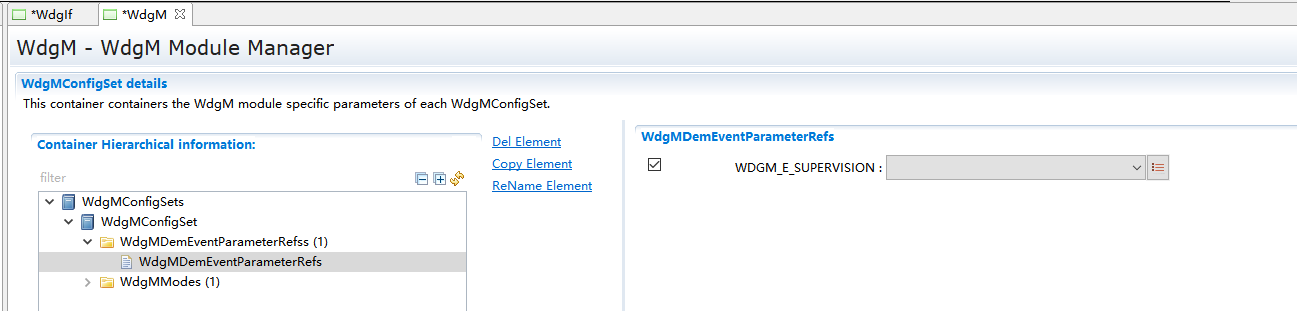 *WdgIf
*WdgM
WdgM - WdgM Module Manager
WdgMConfigSet details
This container containers the WdgM module specific parameters of each WdgMConfigSet.
Container Hierarchical information:
filter
WdgMConfigSets
WdgMConfigSet
WdgMDemEventParameterRefss (1)
WdgMDemEventParameterRefs
WdgMModes (1)
Del Element
Copy Element
ReName Element
WdgMDemEventParameterRefs
WDGM_E_SUPERVISION :